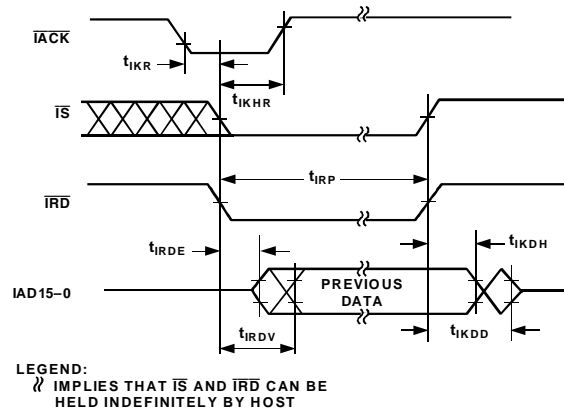 IACK
tIKR
tIKHR
IS
tIRP
IRD
tIRDE
tIKDH
IAD15–0
PREVIOUS
DATA
tIRDV
tIKDD
LEGEND:
IMPLIES THAT IS AND IRD CAN BE
HELD INDEFINITELY BY HOST